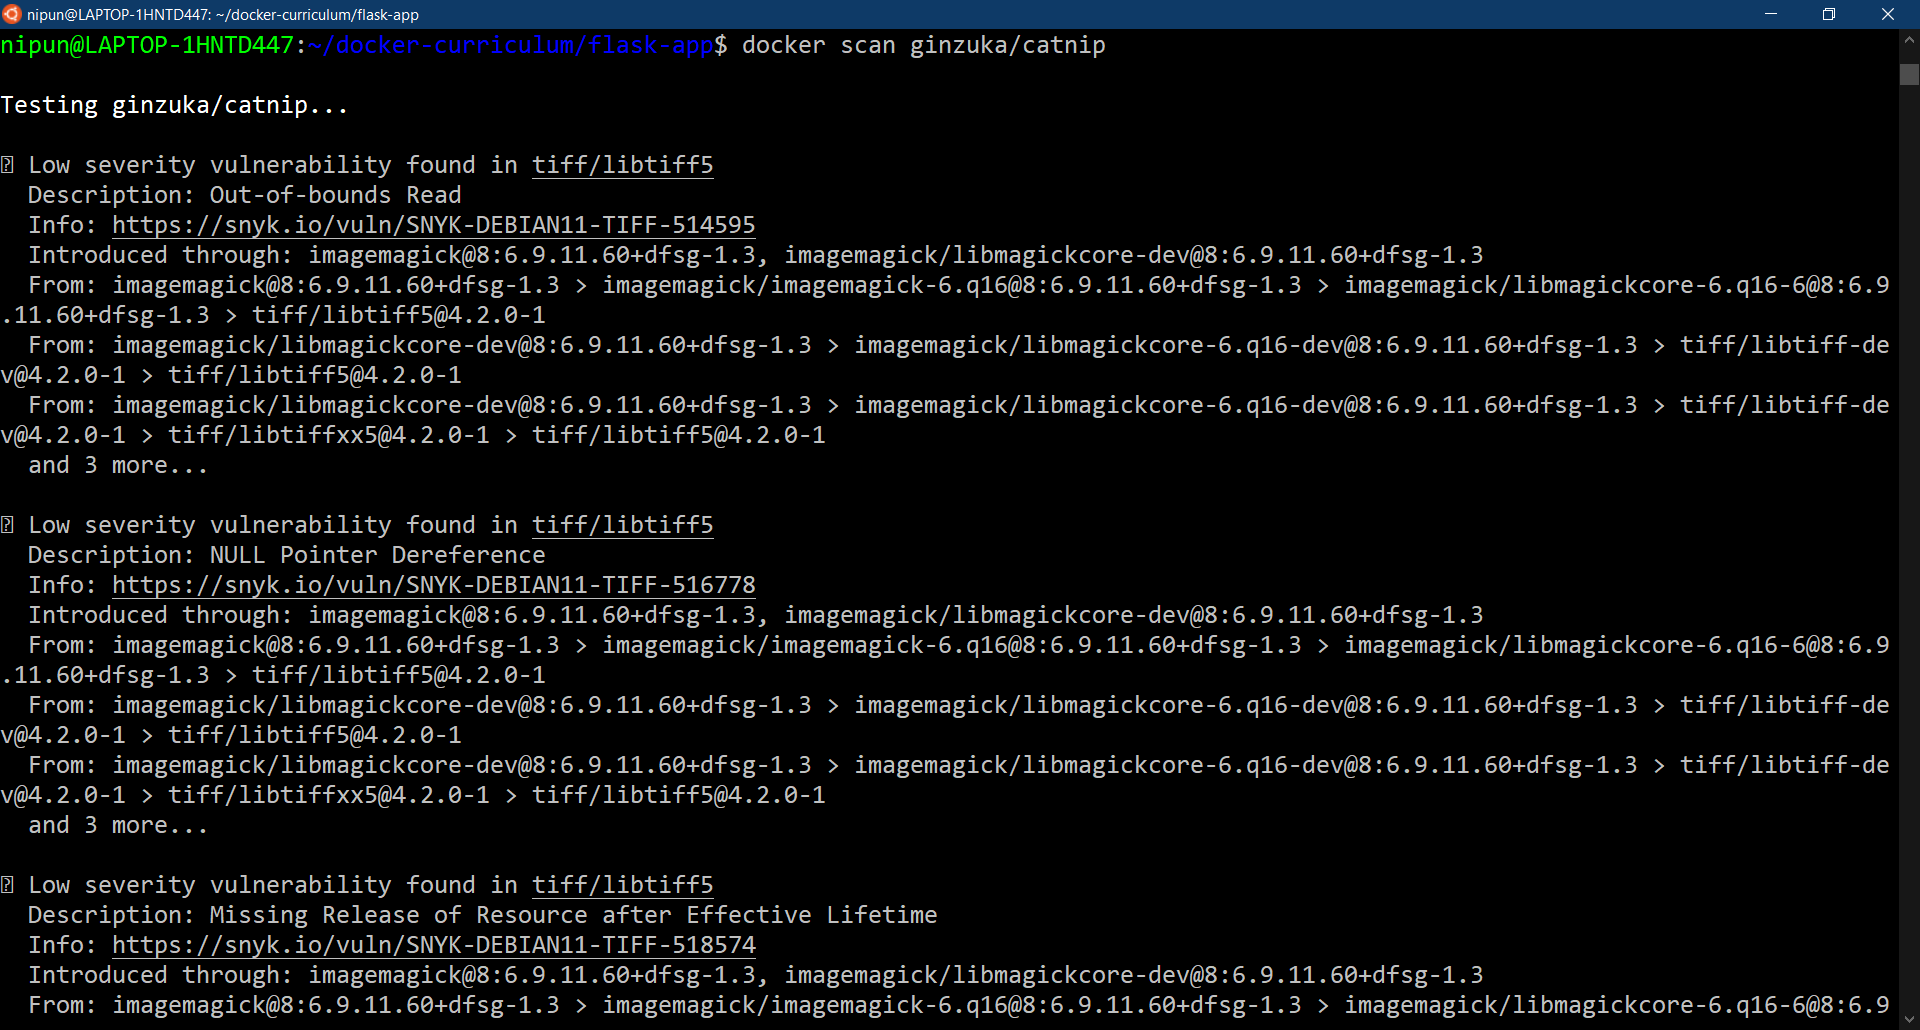 nipun@LAPTOP-1HNTD447: ~/docker-curriculum/flask-app
nipun@LAPTOP-1HNTD447:~/docker-curriculum/flask-app$ docker scan ginzuka/catnip
Testing ginzuka/catnip...
Low severity vulnerability found in tiff/libtiff5
Description: Out-of-bounds Read
Info: https://snyk.io/vuln/SNYK-DEBIAN11-TIFF-514595
Introduced through: imagemagick@8:6.9.11.60+dfsg-1.3, imagemagick/libmagickcore-dev@8:6.9.11.60+dfsg-1.3
From: imagemagick@8:6.9.11.60+dfsg-1.3 > imagemagick/imagemagick-6.q16@8:6.9.11.60+dfsg-1.3 > imagemagick/libmagickcore-6.q16-6@8:6.9
.11.60+dfsg-1.3 > tiff/libtiff5@4.2.0-1
From: imagemagick/libmagickcore-dev@8:6.9.11.60+dfsg-1.3 > imagemagick/libmagickcore-6.q16-dev@8:6.9.11.60+dfsg-1.3 > tiff/libtiff-de
v@4.2.0-1 > tiff/libtiff5@4.2.0-1
From: imagemagick/libmagickcore-dev@8:6.9.11.60+dfsg-1.3 > imagemagick/libmagickcore-6.q16-dev@8:6.9.11.60+dfsg-1.3 > tiff/libtiff-de
v@4.2.0-1 > tiff/libtiffxx5@4.2.0-1 > tiff/libtiff5@4.2.0-1
and 3 more...
Low severity vulnerability found in tiff/libtiff5
Description: NULL Pointer Dereference
Info: https://snyk.io/vuln/SNYK-DEBIAN11-TIFF-516778
Introduced through: imagemagick@8:6.9.11.60+dfsg-1.3, imagemagick/libmagickcore-dev@8:6.9.11.60+dfsg-1.3
From: imagemagick@8:6.9.11.60+dfsg-1.3 > imagemagick/imagemagick-6.q16@8:6.9.11.60+dfsg-1.3 > imagemagick/libmagickcore-6.q16-6@8:6.9
.11.60+dfsg-1.3 > tiff/libtiff5@4.2.0-1
From: imagemagick/libmagickcore-dev@8:6.9.11.60+dfsg-1.3 > imagemagick/libmagickcore-6.q16-dev@8:6.9.11.60+dfsg-1.3 > tiff/libtiff-de
v@4.2.0-1 > tiff/libtiff5@4.2.0-1
From: imagemagick/libmagickcore-dev@8:6.9.11.60+dfsg-1.3 > imagemagick/libmagickcore-6.q16-dev@8:6.9.11.60+dfsg-1.3 > tiff/libtiff-de
v@4.2.0-1 > tiff/libtiffxx5@4.2.0-1 > tiff/libtiff5@4.2.0-1
and 3 more...
Low severity vulnerability found in tiff/libtiff5
Description: Missing Release of Resource after Effective Lifetime
Info: https://snyk.io/vuln/SNYK-DEBIAN11-TIFF-518574
Introduced through: imagemagick@8:6.9.11.60+dfsg-1.3, imagemagick/libmagickcore-dev@8:6.9.11.60+dfsg-1.3
From: imagemagick@8:6.9.11.60+dfsg-1.3 > imagemagick/imagemagick-6.q16@8:6.9.11.60+dfsg-1.3 > imagemagick/libmagickcore-6.q16-6@8:6.9